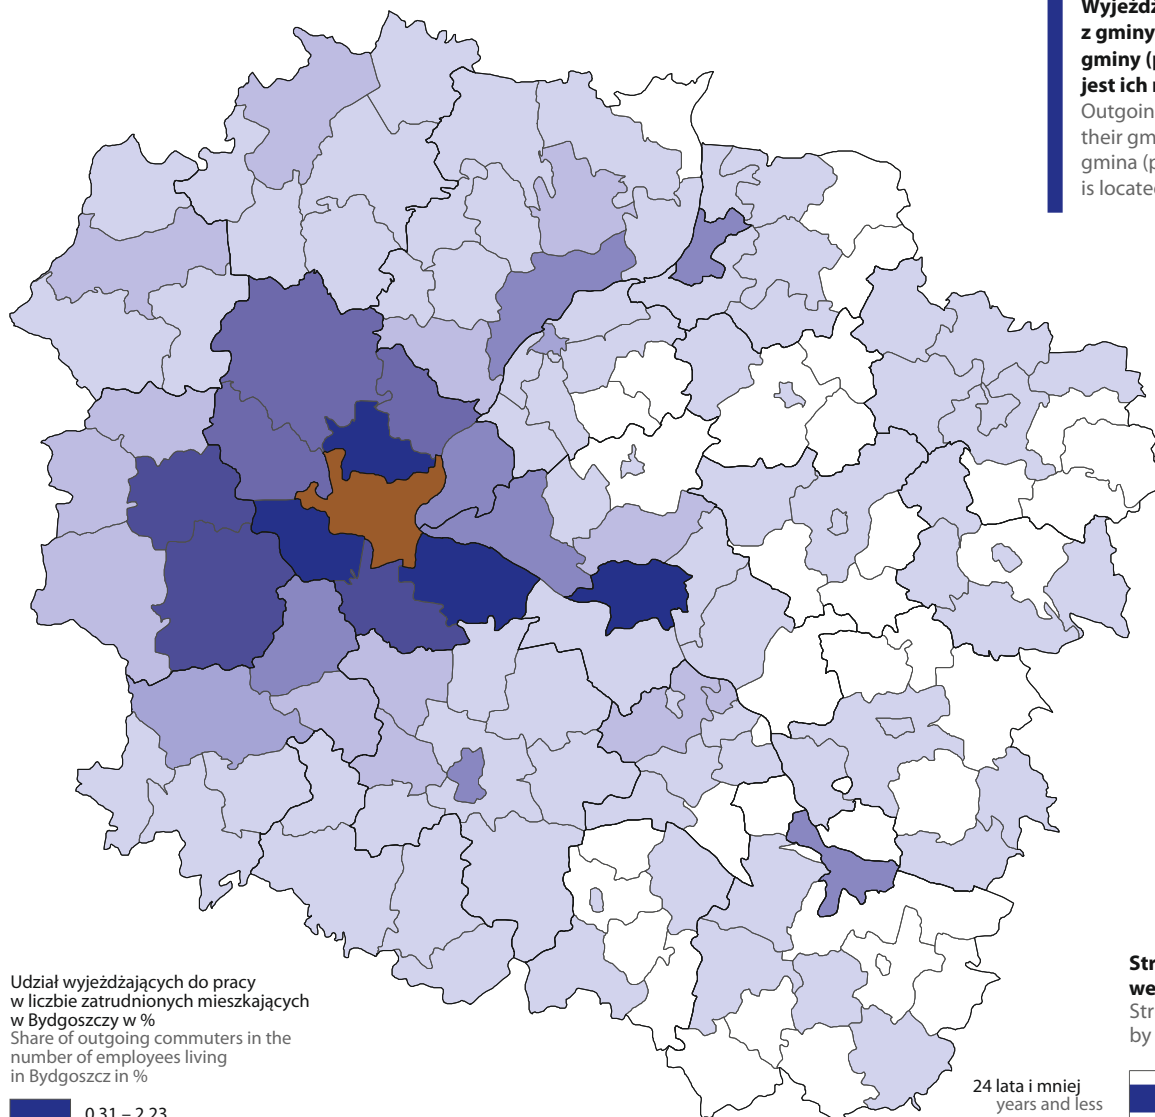 z gminy
gminy (
jest ich
Outgoin
their gm
gmina (p
is locate
Udział wyjeżdżających do pracy
w liczbie zatrudnionych mieszkających
w Bydgoszczy w %
Share of outgoing commuters in the
number of employees living
in Bydgoszcz in %
0,31 – 2,23
Str
we
Str
by
24 lata i mniej
years and less